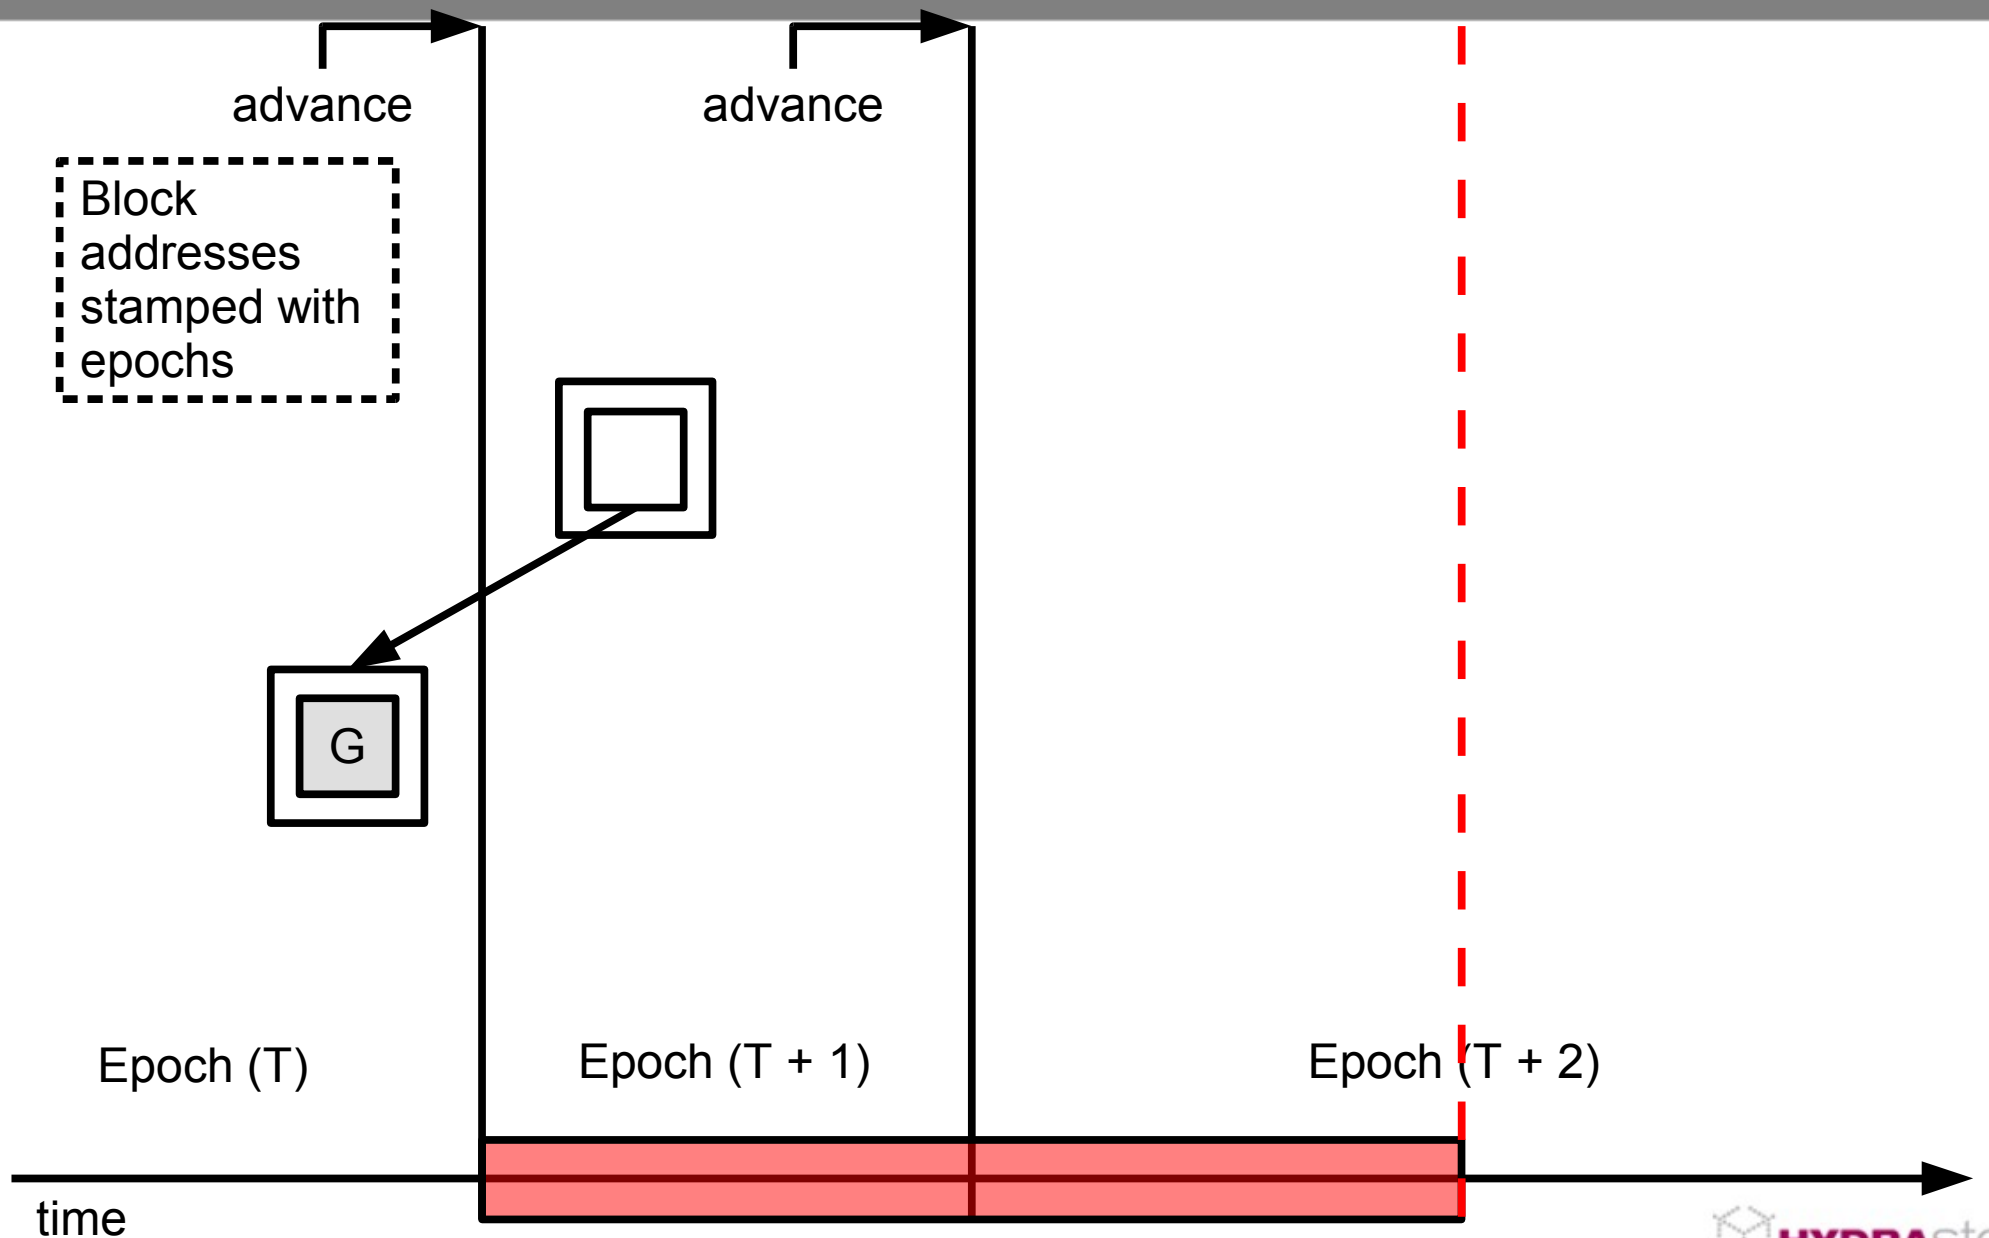 advance
advance
Block
addresses
stamped with
epochs
G
Epoch (T)
Epoch (T + 1)
Epoch (T + 2)
time